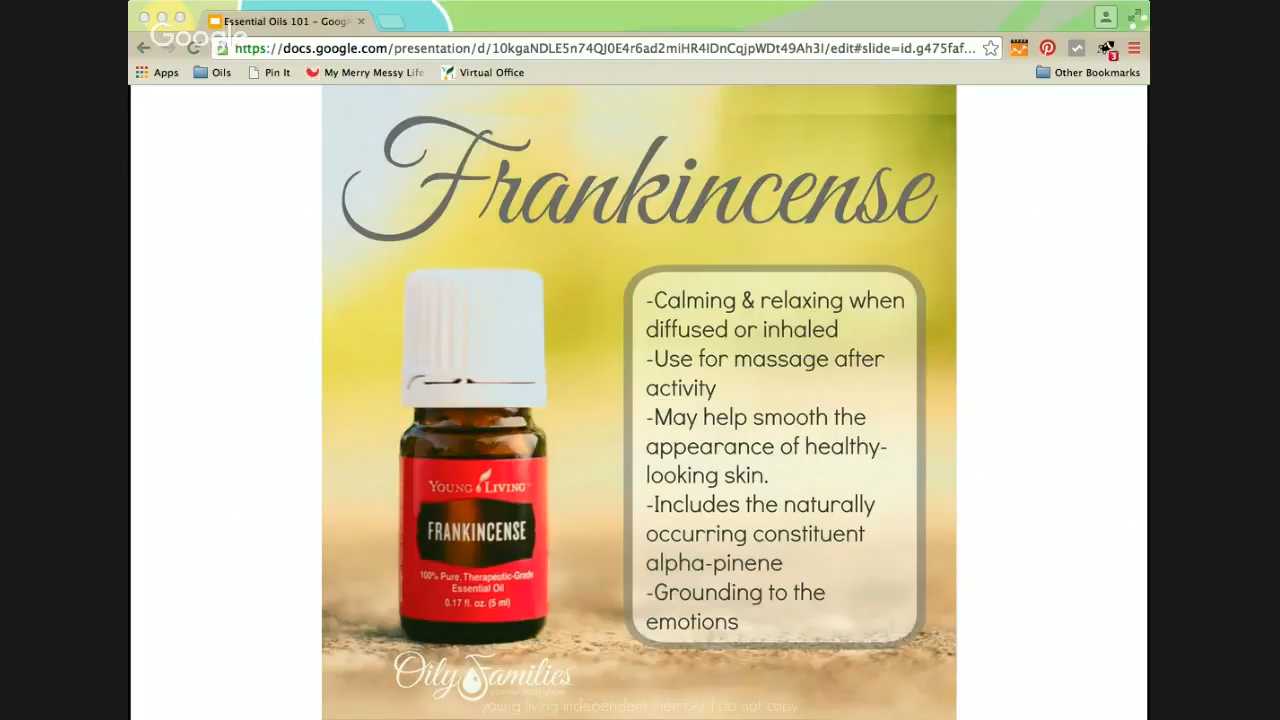 Essential Oils 101 - Googl
Google
https://docs.google.com/presentation/d/10kgaNDLE5n74QJ0E4r6ad2miHR4IDnCqjpWDt49Ah3I/edit#slide=id.g475faf...
3
Apps Oils Pin It My Merry Messy Life Virtual Office Other Bookmarks
Frankincense
-Calming & relaxing when
diffused or inhaled
-Use for massage after
activity
-May help smooth the
appearance of healthy-
looking skin.
-Includes the naturally
occurring constituent
alpha-pinene
-Grounding to the
emotions
YOUNG LIVING
FRANKINCENSE
100% Pure, Therapeutic-Grade
Essential Oil
0.17 fl. oz. (5 ml)
Oily Families
young living independent member | do not copy